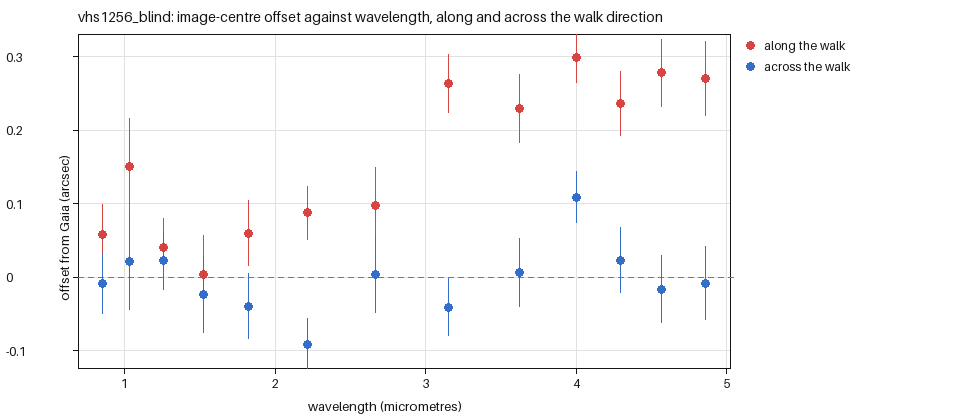 vhs1256_blind: image-centre offset against wavelength, along and across the walk direction
along the walk
across the walk
offset from Gaia (arcsec)
0.3
0.2
0.1
0
-0.1
1
2
3
4
5
wavelength (micrometres)